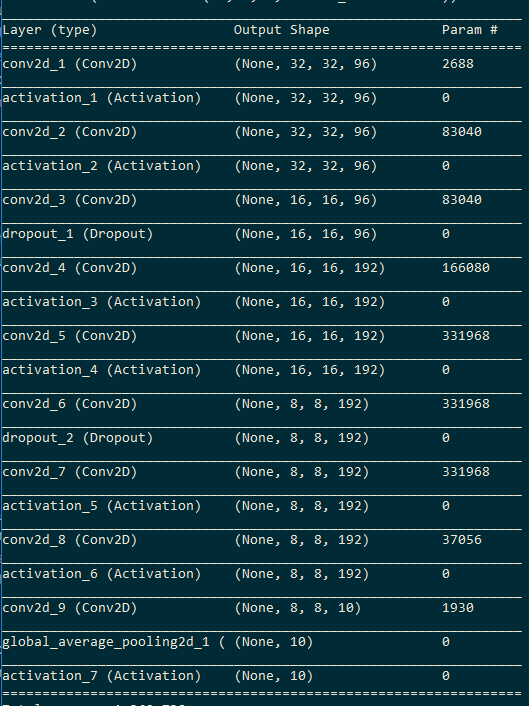 Layer (type) Output Shape Param #
=================================================================
conv2d_1 (Conv2D) (None, 32, 32, 96) 2688
activation_1 (Activation) (None, 32, 32, 96) 0
conv2d_2 (Conv2D) (None, 32, 32, 96) 83040
activation_2 (Activation) (None, 32, 32, 96) 0
conv2d_3 (Conv2D) (None, 16, 16, 96) 83040
dropout_1 (Dropout) (None, 16, 16, 96) 0
conv2d_4 (Conv2D) (None, 16, 16, 192) 166080
activation_3 (Activation) (None, 16, 16, 192) 0
conv2d_5 (Conv2D) (None, 16, 16, 192) 331968
activation_4 (Activation) (None, 16, 16, 192) 0
conv2d_6 (Conv2D) (None, 8, 8, 192) 331968
dropout_2 (Dropout) (None, 8, 8, 192) 0
conv2d_7 (Conv2D) (None, 8, 8, 192) 331968
activation_5 (Activation) (None, 8, 8, 192) 0
conv2d_8 (Conv2D) (None, 8, 8, 192) 37056
activation_6 (Activation) (None, 8, 8, 192) 0
conv2d_9 (Conv2D) (None, 8, 8, 10) 1930
global_average_pooling2d_1 ( (None, 10) 0
activation_7 (Activation) (None, 10) 0
=================================================================